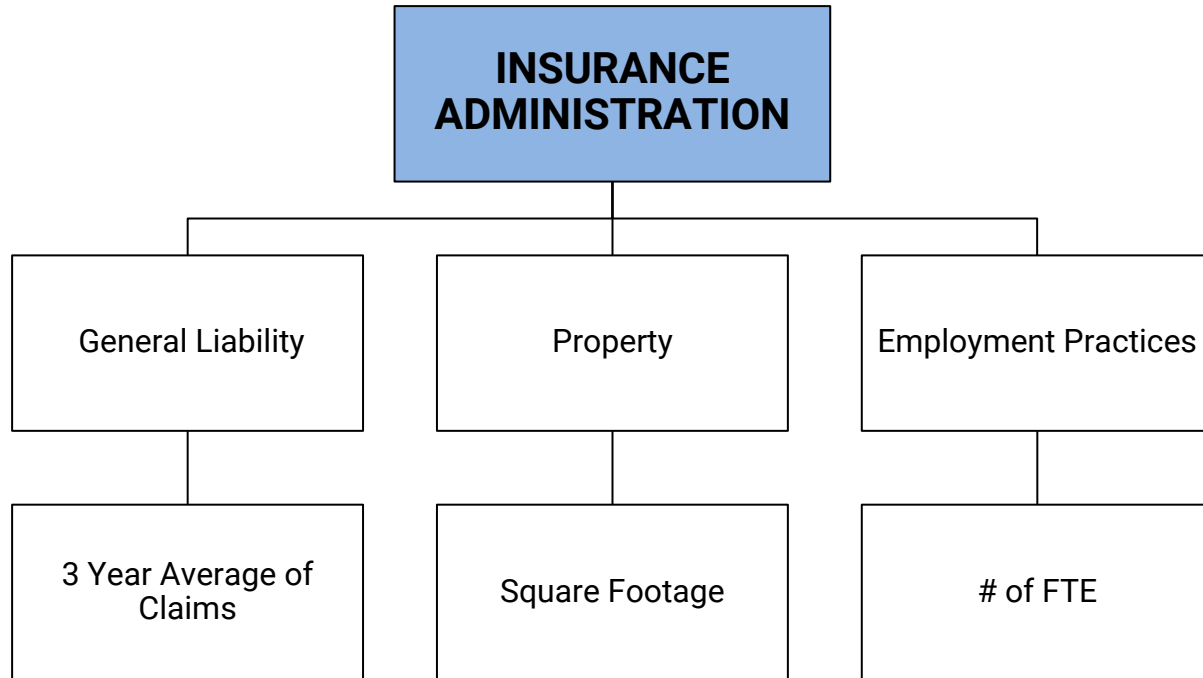 INSURANCE
ADMINISTRATION
General Liability
Property
Employment Practices
3 Year Average of
Claims
Square Footage
# of FTE